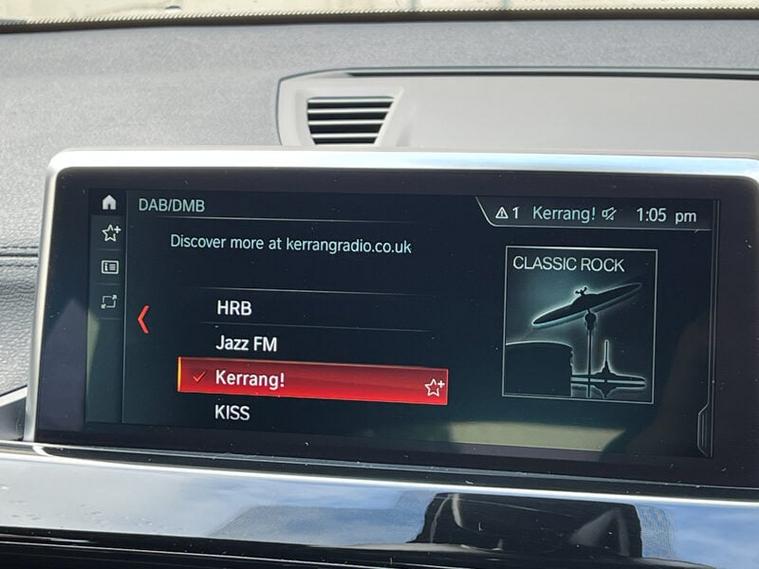 DAB/DMB
1 Kerrang! 1:05 pm
Discover more at kerrangradio.co.uk
CLASSIC ROCK
HRB
Jazz FM
Kerrang!
KISS